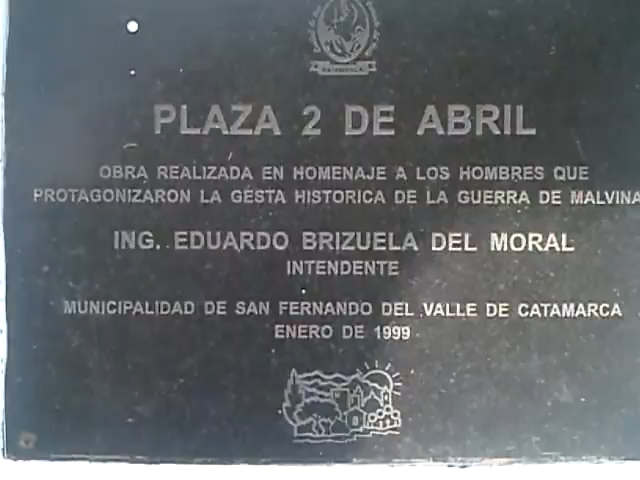 PLAZA 2 DE ABRIL
OBRA REALIZADA EN HOMENAJE A LOS HOMBRES QUE
PROTAGONIZARON LA GESTA HISTORICA DE LA GUERRA DE MALVINA
ING. EDUARDO BRIZUELA DEL MORAL
INTENDENTE
MUNICIPALIDAD DE SAN FERNANDO DEL VALLE DE CATAMARCA
ENERO DE 1999